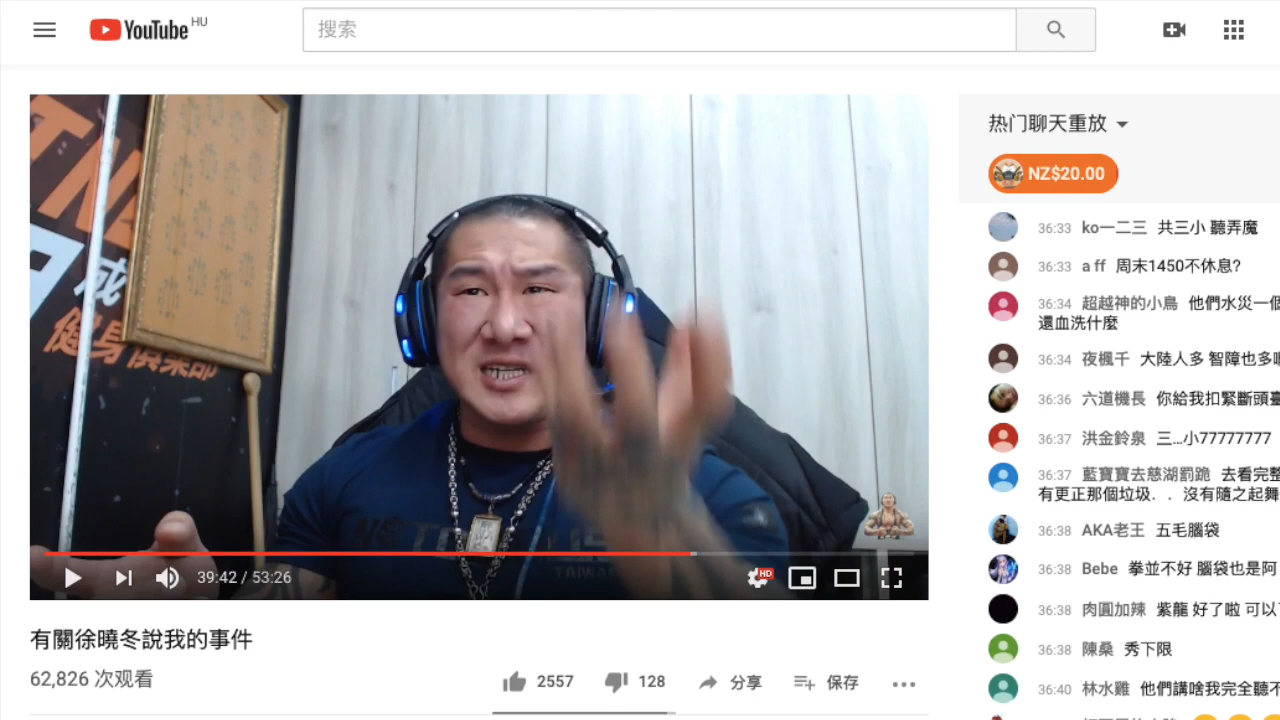 YouTube HU
搜索
成
健身俱樂部
TAIWAN
39:42 / 53:26
HD
有關徐曉冬說我的事件
62,826 次观看
2557
128
分享
保存
热门聊天重放
NZ$20.00
36:33 ko一二三 共三小 聽弄魔
36:33 a ff 周末1450不休息?
36:34 超越神的小鳥 他們水災一個
還血洗什麼
36:34 夜楓千 大陸人多 智障也多
36:36 六道機長 你給我扣緊斷頭
36:37 洪金鈴泉 三...小77777777
36:37 藍寶寶去慈湖罰跪 去看完整
有更正那個垃圾．．沒有隨之起舞
36:38 AKA老王 五毛腦袋
36:38 Bebe 拳並不好 腦袋也是阿
36:38 肉圓加辣 紫龍 好了啦 可以
36:38 陳桑 秀下限
36:40 林水雞 他們講啥我完全聽